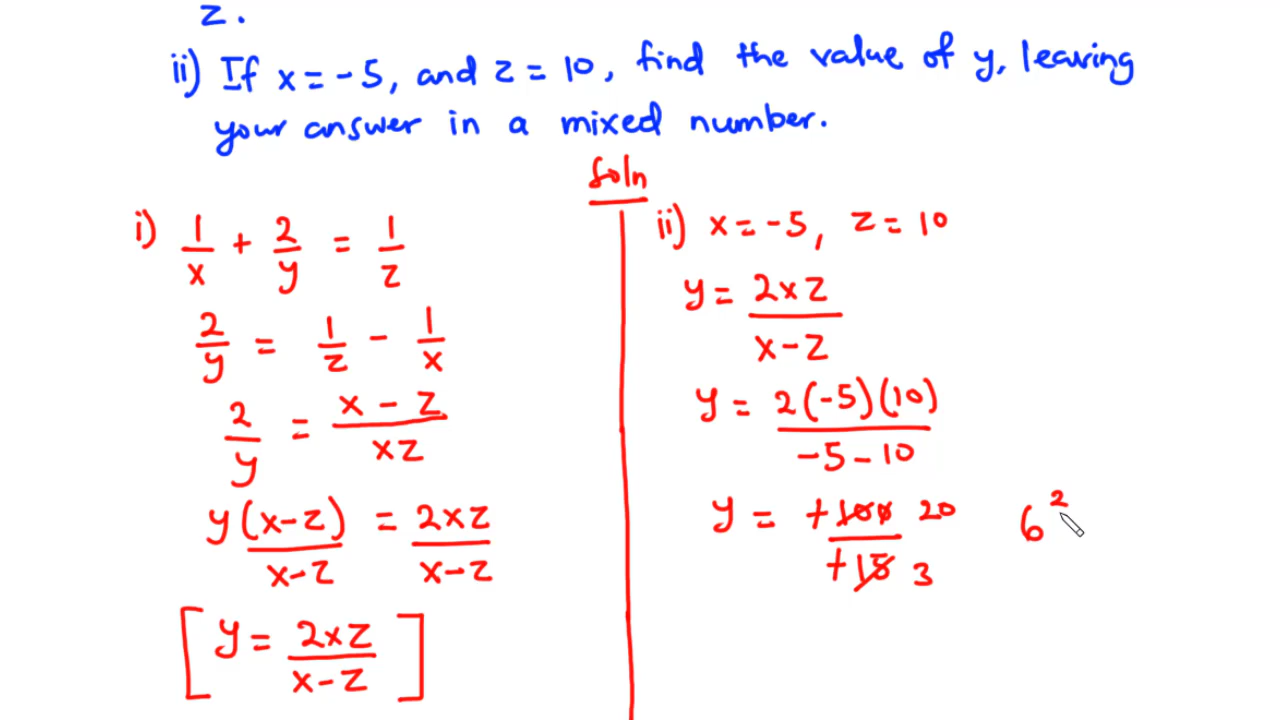 z.
ii) If x = -5, and z = 10, find the value of y, leaving
your answer in a mixed number.
Soln
i) 1/x + 2/y = 1/z
2/y = 1/z - 1/x
2/y = x - z / xz
y(x-z) / x-z = 2xz / x-z
[ y = 2xz / x-z ]
ii) x = -5, z = 10
y = 2xz / x-z
y = 2(-5)(10) / -5-10
y = +100 20 / +15 3
6 2